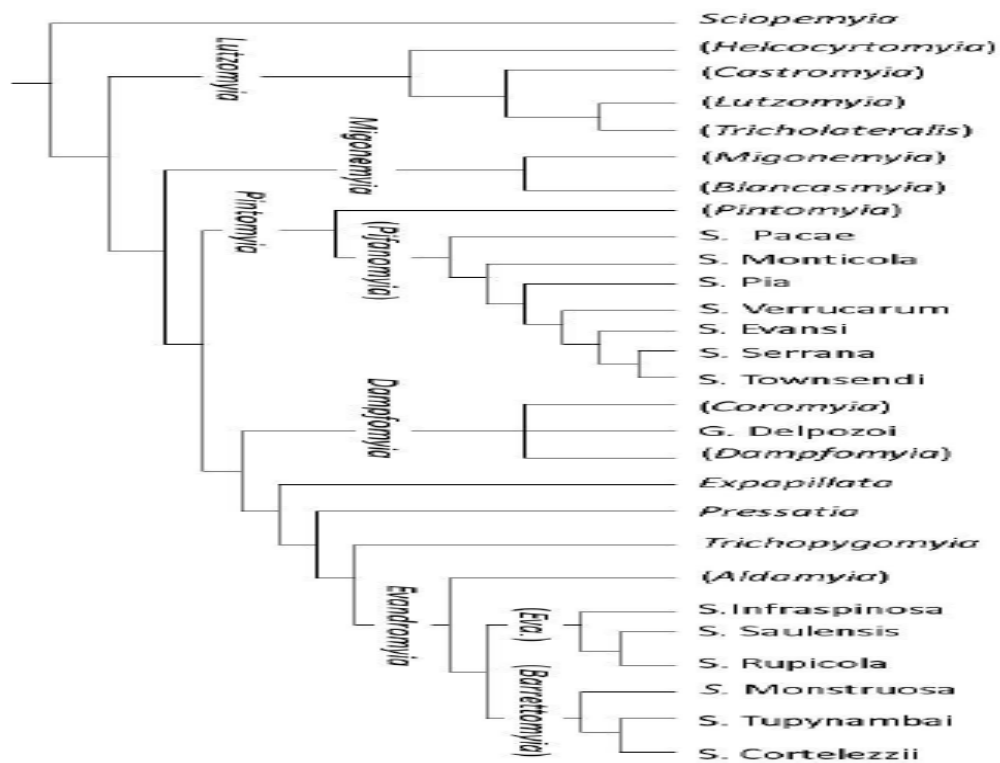 Sciopemyia
(Helcocyrtomyia)
(Castromyia)
(Lutzomyia)
(Tricholateralis)
(Migonemyia)
(Blancasmyia)
(Pintomyia)
S. Pacae
S. Monticola
S. Pia
S. Verrucarum
S. Evansi
S. Serrana
S. Townsendi
(Coromyia)
G. Delpozoi
(Dampfomyia)
Expapillata
Pressatia
Trichopygomyia
(Aldamyia)
S.Infraspinosa
S. Saulensis
S. Rupicola
S. Monstruosa
S. Tupynambai
S. Cortelezzii
Lutzomyia
Migonemyia
Pintomyia
(Pifanomyia)
Dampfomyia
Evandromyia
(Eva.)
(Barrettomyia)